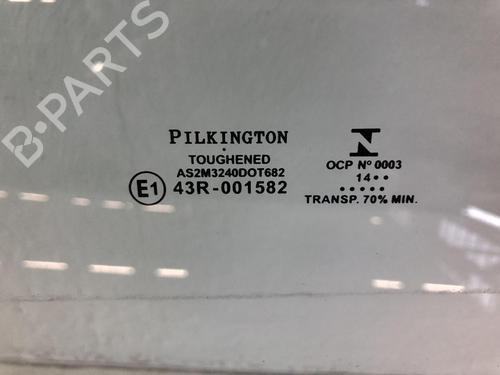 B-PARTS
PILKINGTON
TOUGHENED
AS2M3240DOT682
E1 43R-001582
N
OCP Nº 0003
14••
•••••
TRANSP. 70% MIN.